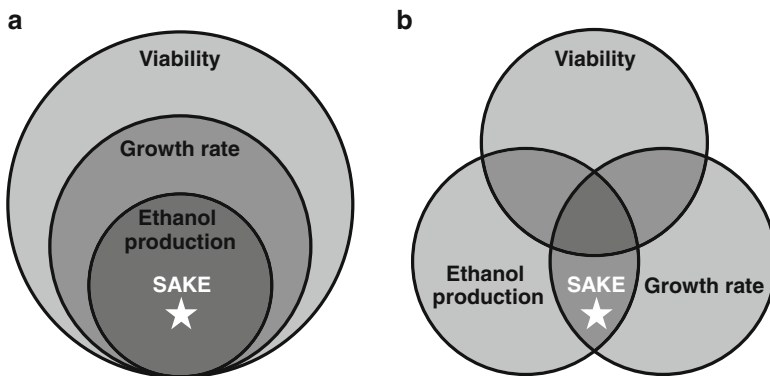 a
Viability
Growth rate
Ethanol
production
SAKE
b
Viability
Ethanol
production
SAKE
Growth rate